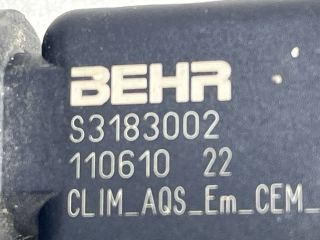 BEHR
S3183002
110610 22
CLIM_AQS_Em_CEM_